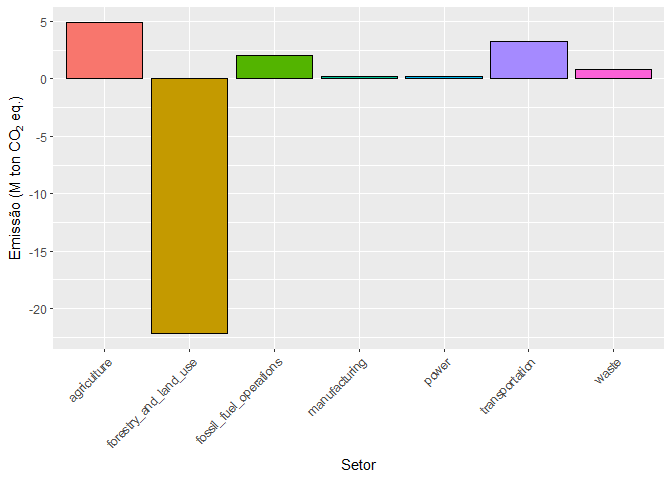 Emissão (M ton CO₂ eq.)
5
0
-5
-10
-15
-20
agriculture
forestry_and_land_use
fossil_fuel_operations
manufacturing
power
transportation
waste
Setor